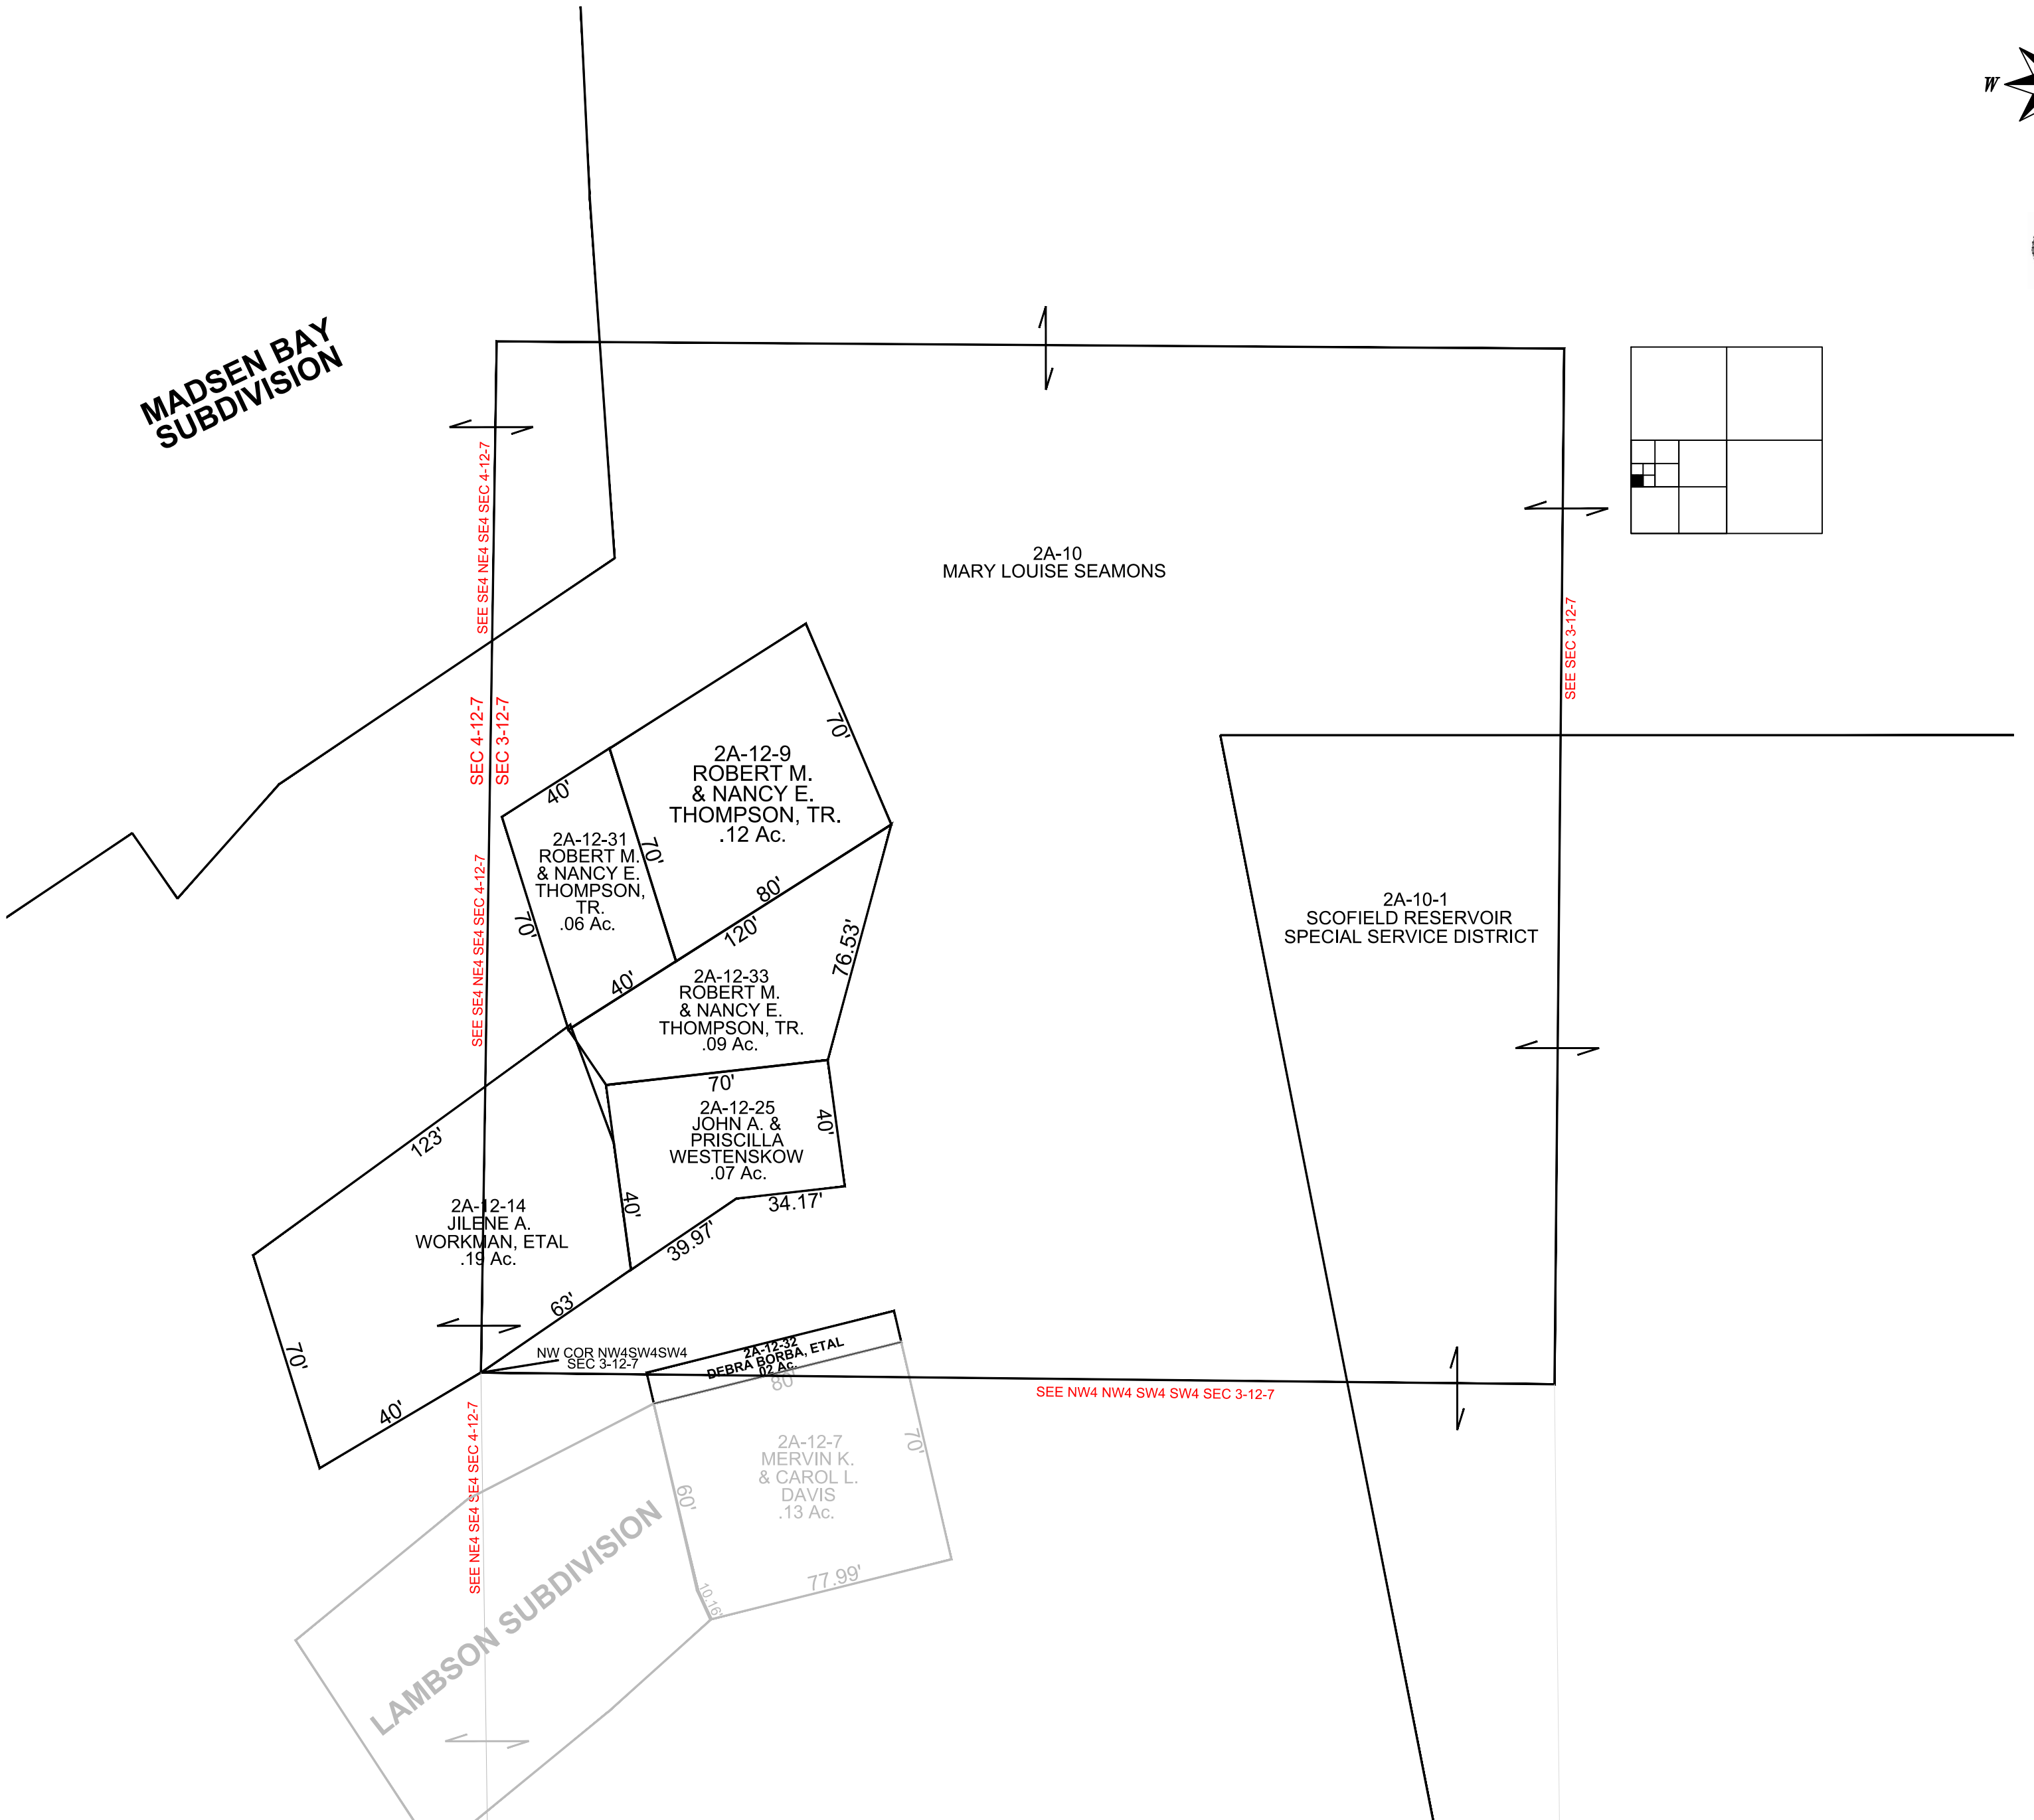 W
MADSEN BAY
SUBDIVISION
SEE SE4 NE4 SE4 SEC 4-12-7
2A-10
MARY LOUISE SEAMONS
SEE SEC 3-12-7
SEC 4-12-7
SEC 3-12-7
70'
2A-12-9
ROBERT M.
& NANCY E.
THOMPSON, TR.
.12 Ac.
40'
70'
80'
2A-12-31
ROBERT M.
& NANCY E.
THOMPSON,
TR.
.06 Ac.
70'
40'
120'
76.53'
SEE SE4 NE4 SE4 SEC 4-12-7
2A-10-1
SCOFIELD RESERVOIR
SPECIAL SERVICE DISTRICT
2A-12-33
ROBERT M.
& NANCY E.
THOMPSON, TR.
.09 Ac.
70'
2A-12-25
JOHN A. &
PRISCILLA
WESTENSKOW
.07 Ac.
40'
40'
34.17'
39.97'
123'
2A-12-14
JILENE A.
WORKMAN, ETAL
.19 Ac.
63'
70'
40'
NW COR NW4SW4SW4
SEC 3-12-7
2A-12-32
DEBRA BORBA, ETAL
.02 Ac.
80'
SEE NW4 NW4 SW4 SW4 SEC 3-12-7
SEE NE4 SE4 SE4 SEC 4-12-7
2A-12-7
MERVIN K.
& CAROL L.
DAVIS
.13 Ac.
70'
60'
10.16'
77.99'
LAMBSON SUBDIVISION